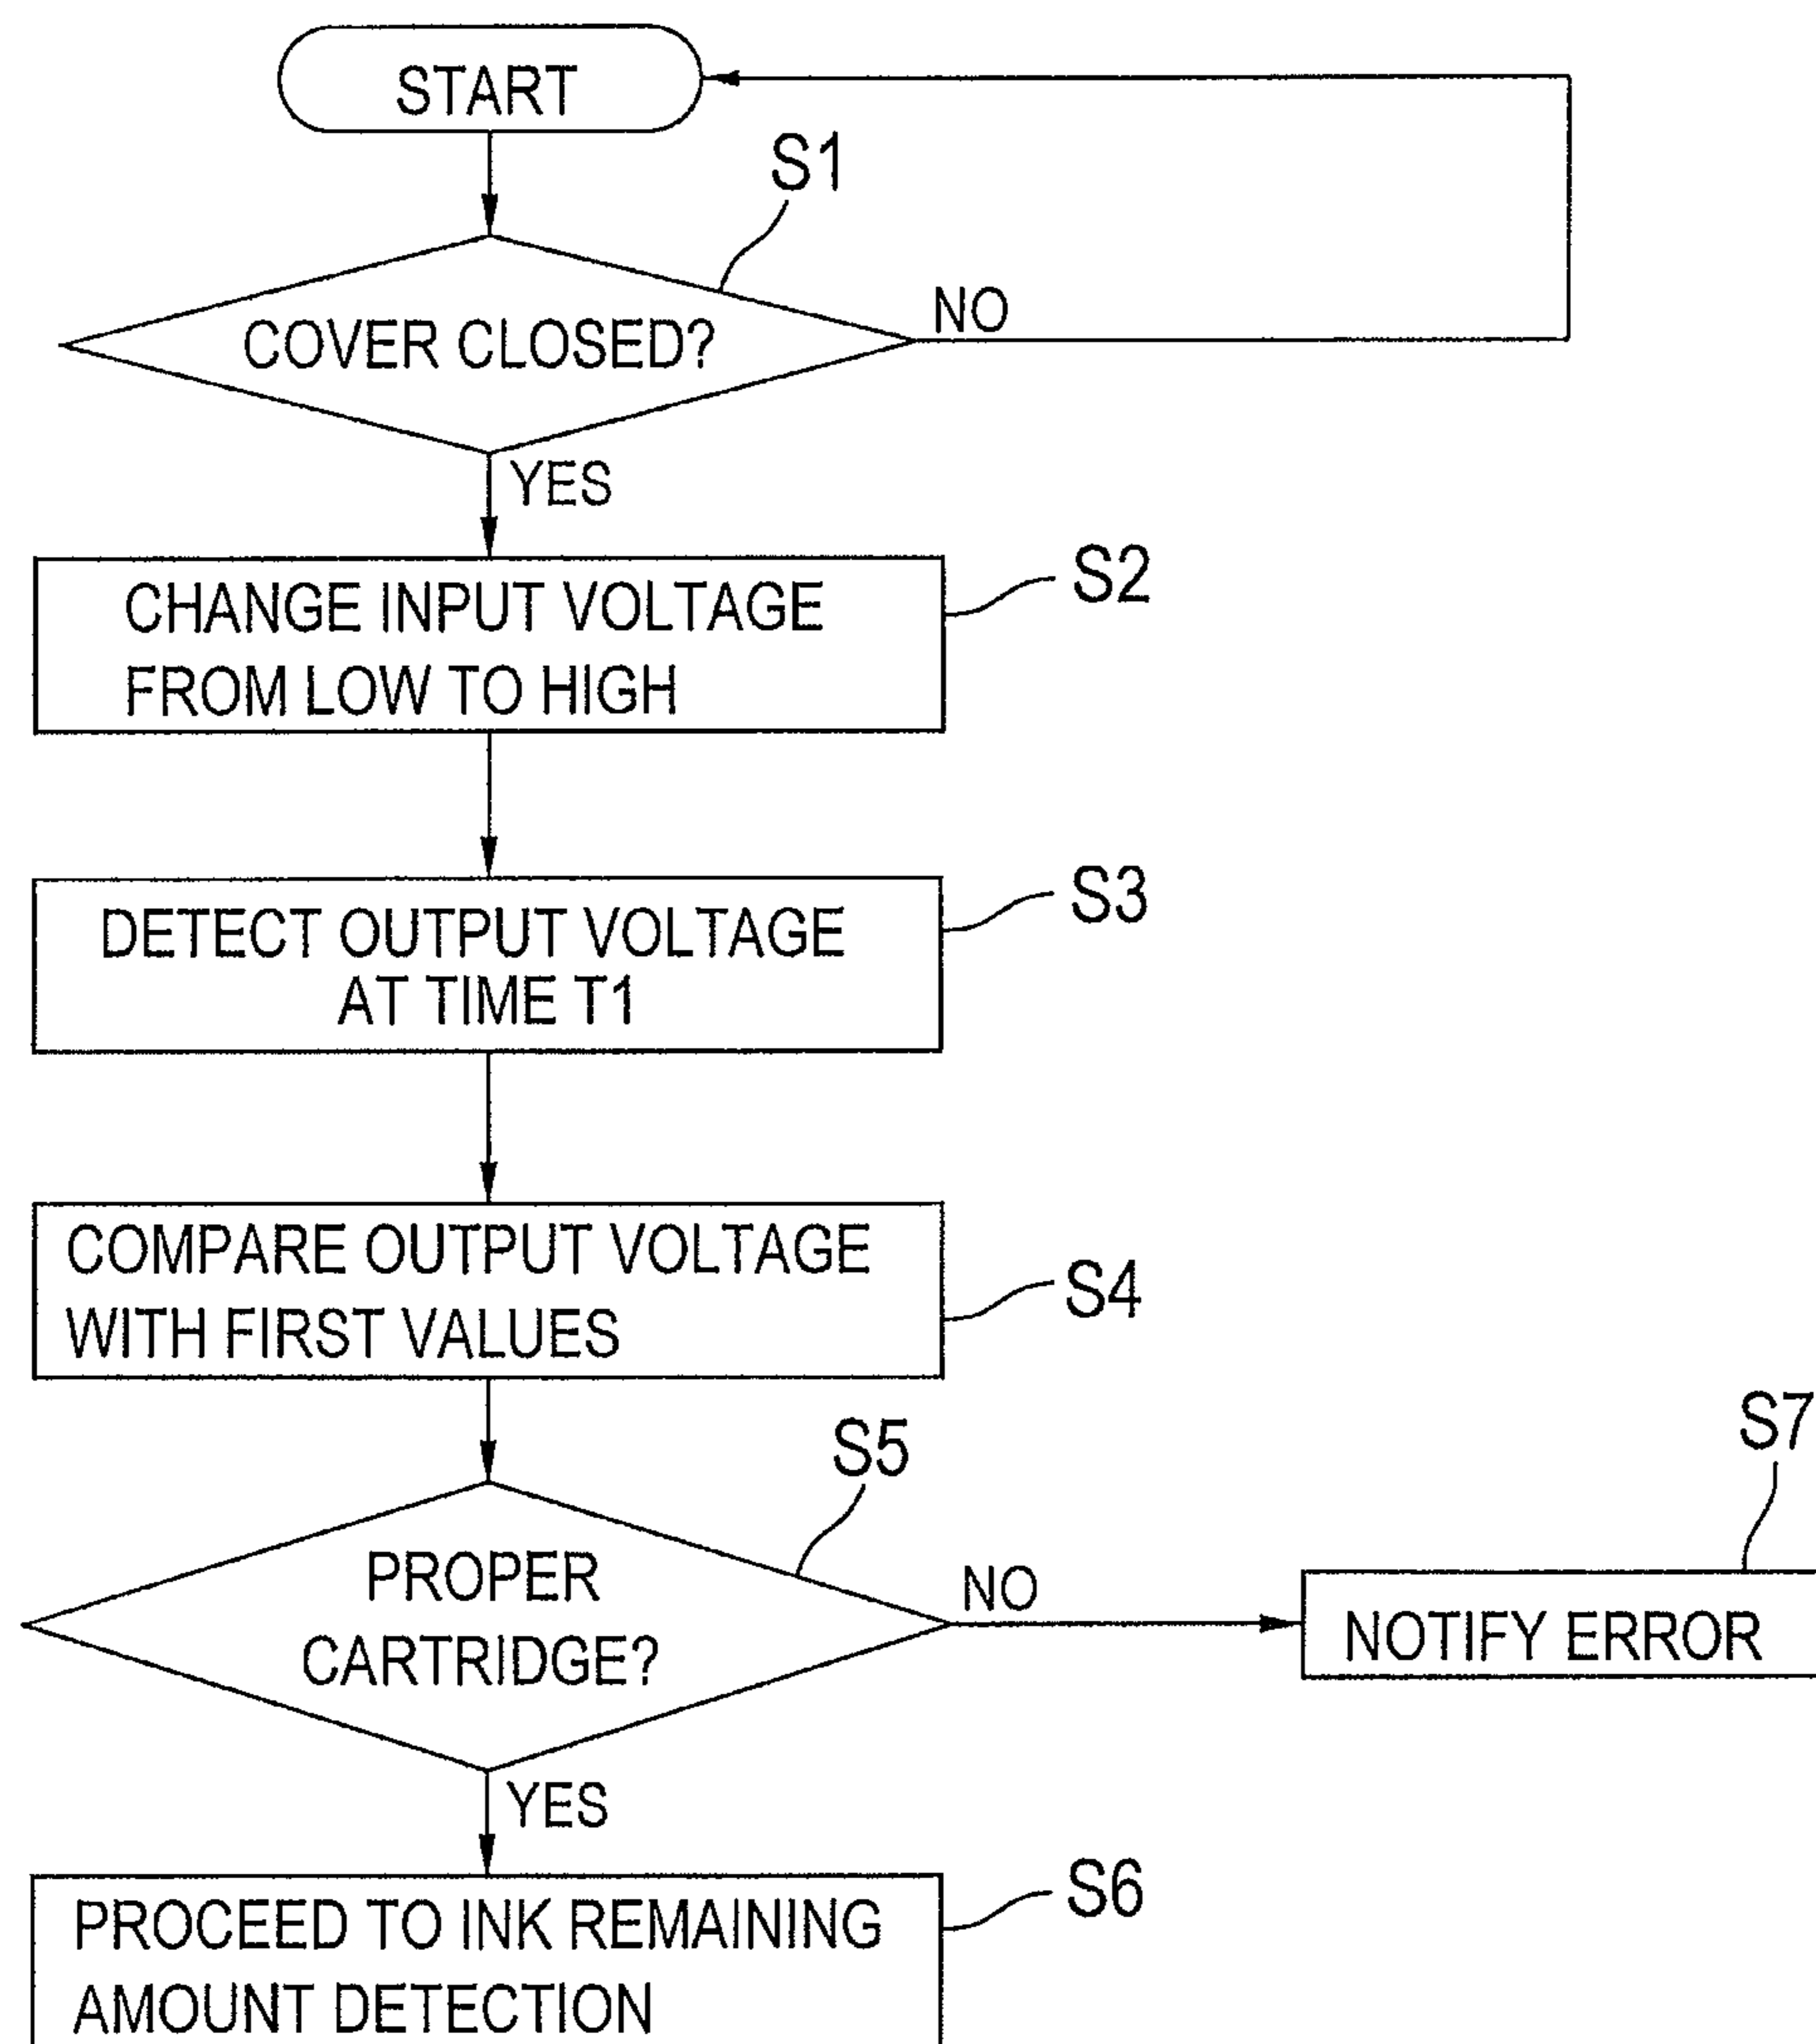 START
S1
COVER CLOSED?
NO
YES
CHANGE INPUT VOLTAGE
FROM LOW TO HIGH
S2
DETECT OUTPUT VOLTAGE
AT TIME T1
S3
COMPARE OUTPUT VOLTAGE
WITH FIRST VALUES
S4
S5
PROPER
CARTRIDGE?
NO
S7
NOTIFY ERROR
YES
PROCEED TO INK REMAINING
AMOUNT DETECTION
S6